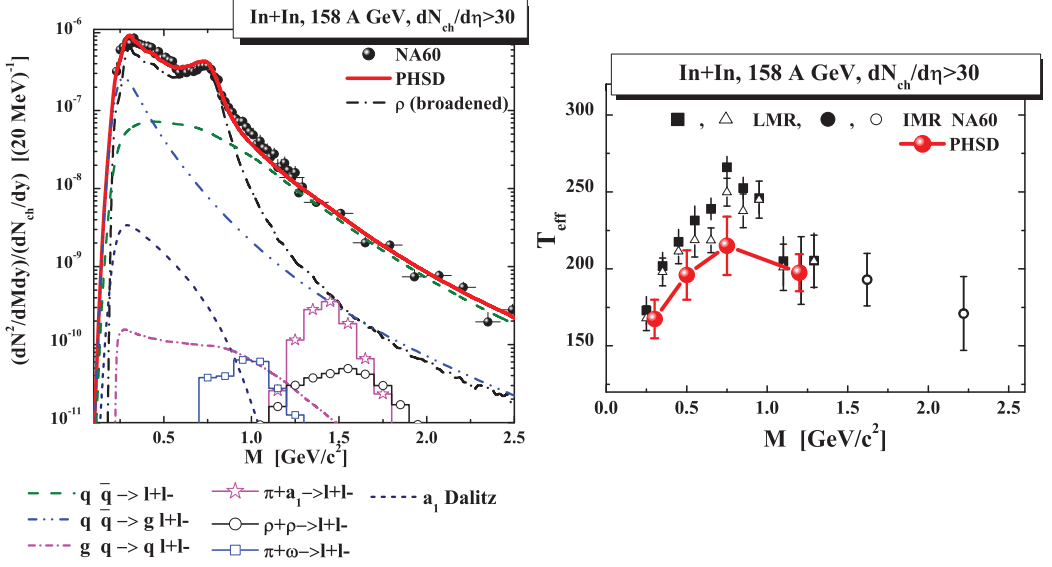 In+In, 158 A GeV, dN_ch/dη>30
NA60
PHSD
ρ (broadened)
(dN²/dMdy)/(dN_ch/dy) [(20 MeV)⁻¹]
10⁻⁶
10⁻⁷
10⁻⁸
10⁻⁹
10⁻¹⁰
10⁻¹¹
0.5 1.0 1.5 2.0 2.5
M [GeV/c²]
q q̄ –> l+l-
q q̄ –> g l+l-
g q –> q l+l-
π+a₁–>l+l-
ρ+ρ–>l+l-
π+ω–>l+l-
a₁ Dalitz
In+In, 158 A GeV, dN_ch/dη>30
, LMR, , IMR NA60
PHSD
T_eff
300
250
200
150
0.0 0.5 1.0 1.5 2.0 2.5
M [GeV/c²]